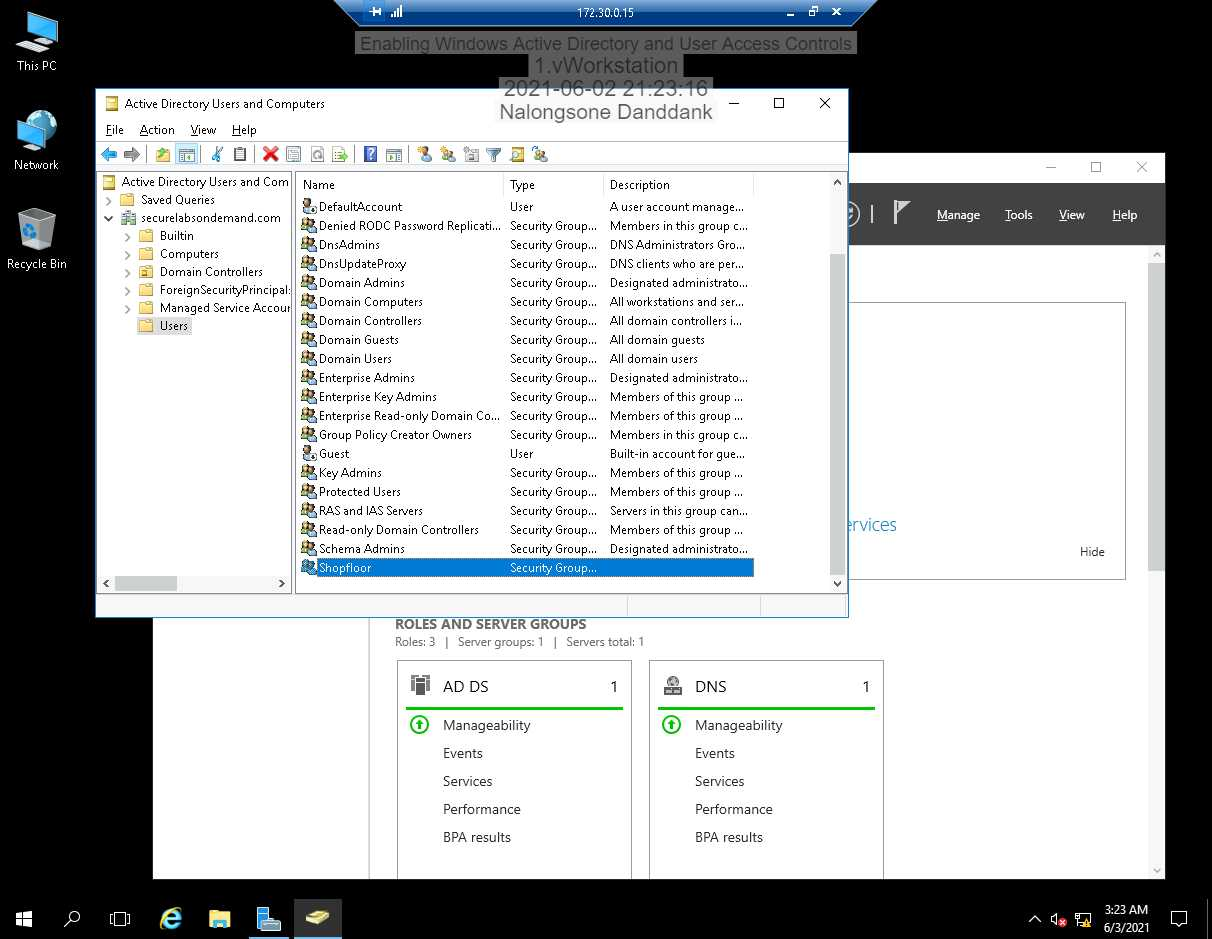 172.30.0.15
Enabling Windows Active Directory and User Access Controls
1.vWorkstation
2021-06-02 21:23:16
Nalongsone Danddank
This PC
Network
Recycle Bin
Active Directory Users and Computers
File Action View Help
Active Directory Users and Com
Saved Queries
securelabsondemand.com
Builtin
Computers
Domain Controllers
ForeignSecurityPrincipals
Managed Service Accour
Users
Name Type Description
DefaultAccount User A user account manage...
Denied RODC Password Replicati... Security Group... Members in this group c...
DnsAdmins Security Group... DNS Administrators Gro...
DnsUpdateProxy Security Group... DNS clients who are per...
Domain Admins Security Group... Designated administrato...
Domain Computers Security Group... All workstations and ser...
Domain Controllers Security Group... All domain controllers i...
Domain Guests Security Group... All domain guests
Domain Users Security Group... All domain users
Enterprise Admins Security Group... Designated administrato...
Enterprise Key Admins Security Group... Members of this group ...
Enterprise Read-only Domain Co... Security Group... Members of this group ...
Group Policy Creator Owners Security Group... Members in this group c...
Guest User Built-in account for gue...
Key Admins Security Group... Members of this group ...
Protected Users Security Group... Members of this group ...
RAS and IAS Servers Security Group... Servers in this group can...
Read-only Domain Controllers Security Group... Members of this group ...
Schema Admins Security Group... Designated administrato...
Shopfloor Security Group...
Manage Tools View Help
ervices
Hide
ROLES AND SERVER GROUPS
Roles: 3 | Server groups: 1 | Servers total: 1
AD DS 1
Manageability
Events
Services
Performance
BPA results
DNS 1
Manageability
Events
Services
Performance
BPA results
3:23 AM
6/3/2021